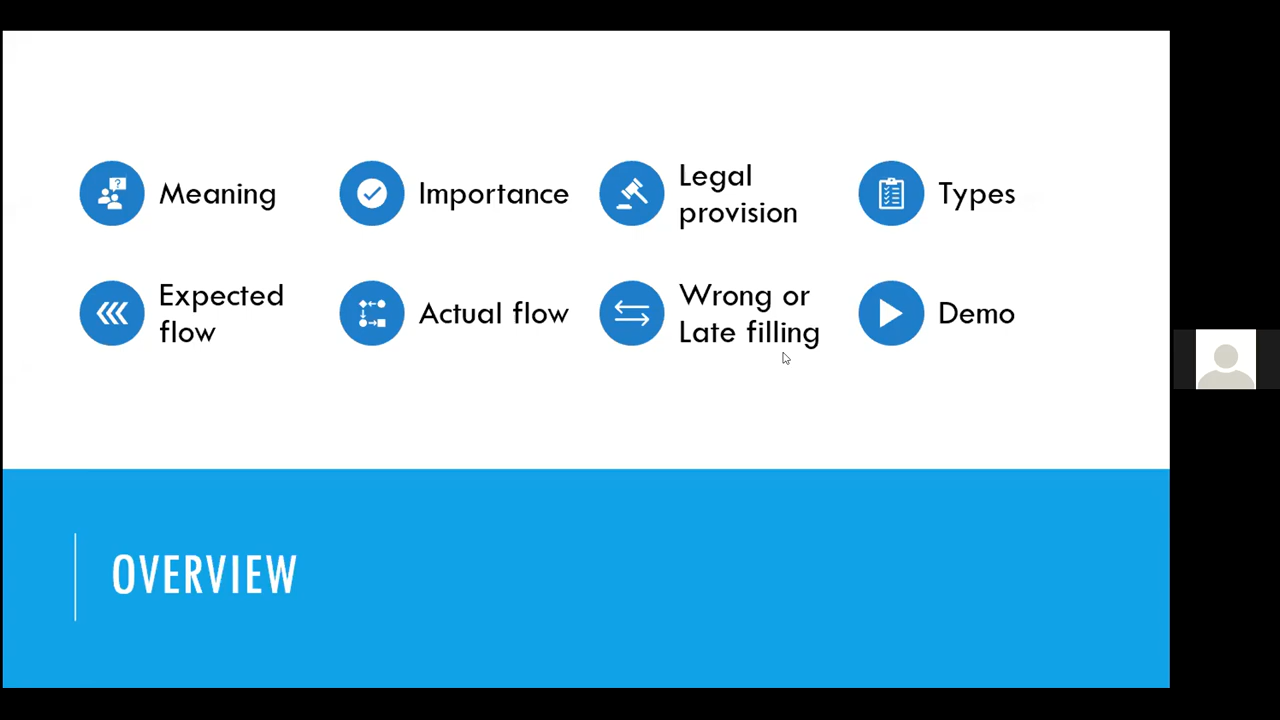 Meaning
Importance
Legal
provision
Types
Expected
flow
Actual flow
Wrong or
Late filling
Demo
OVERVIEW